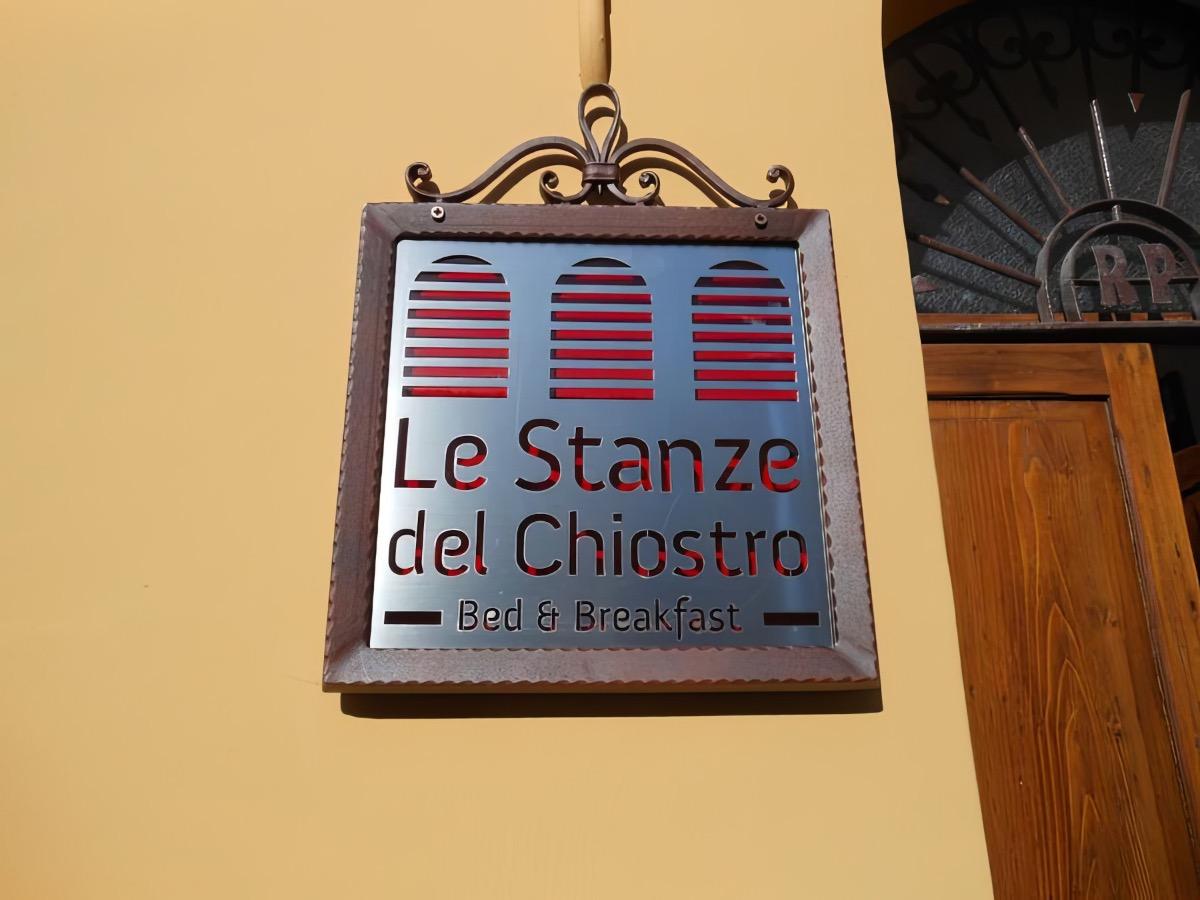 Le Stanze
del Chiostro
Bed & Breakfast
RP